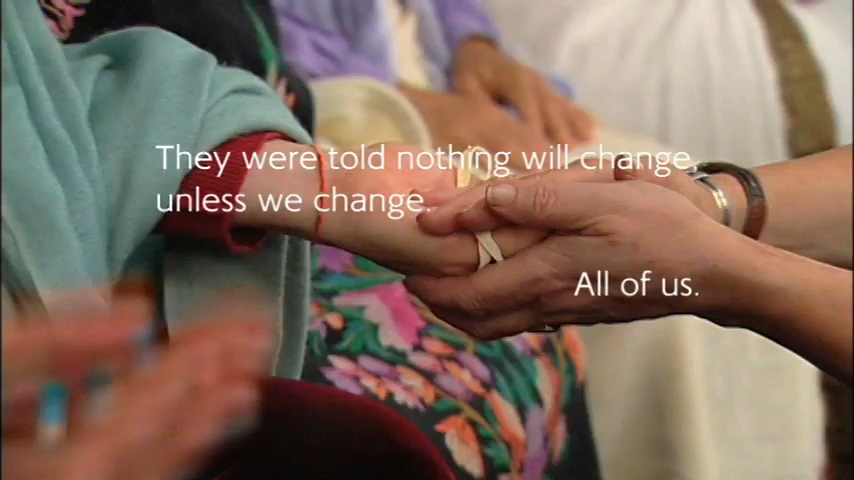 They were told nothing will change,
unless we change.
All of us.